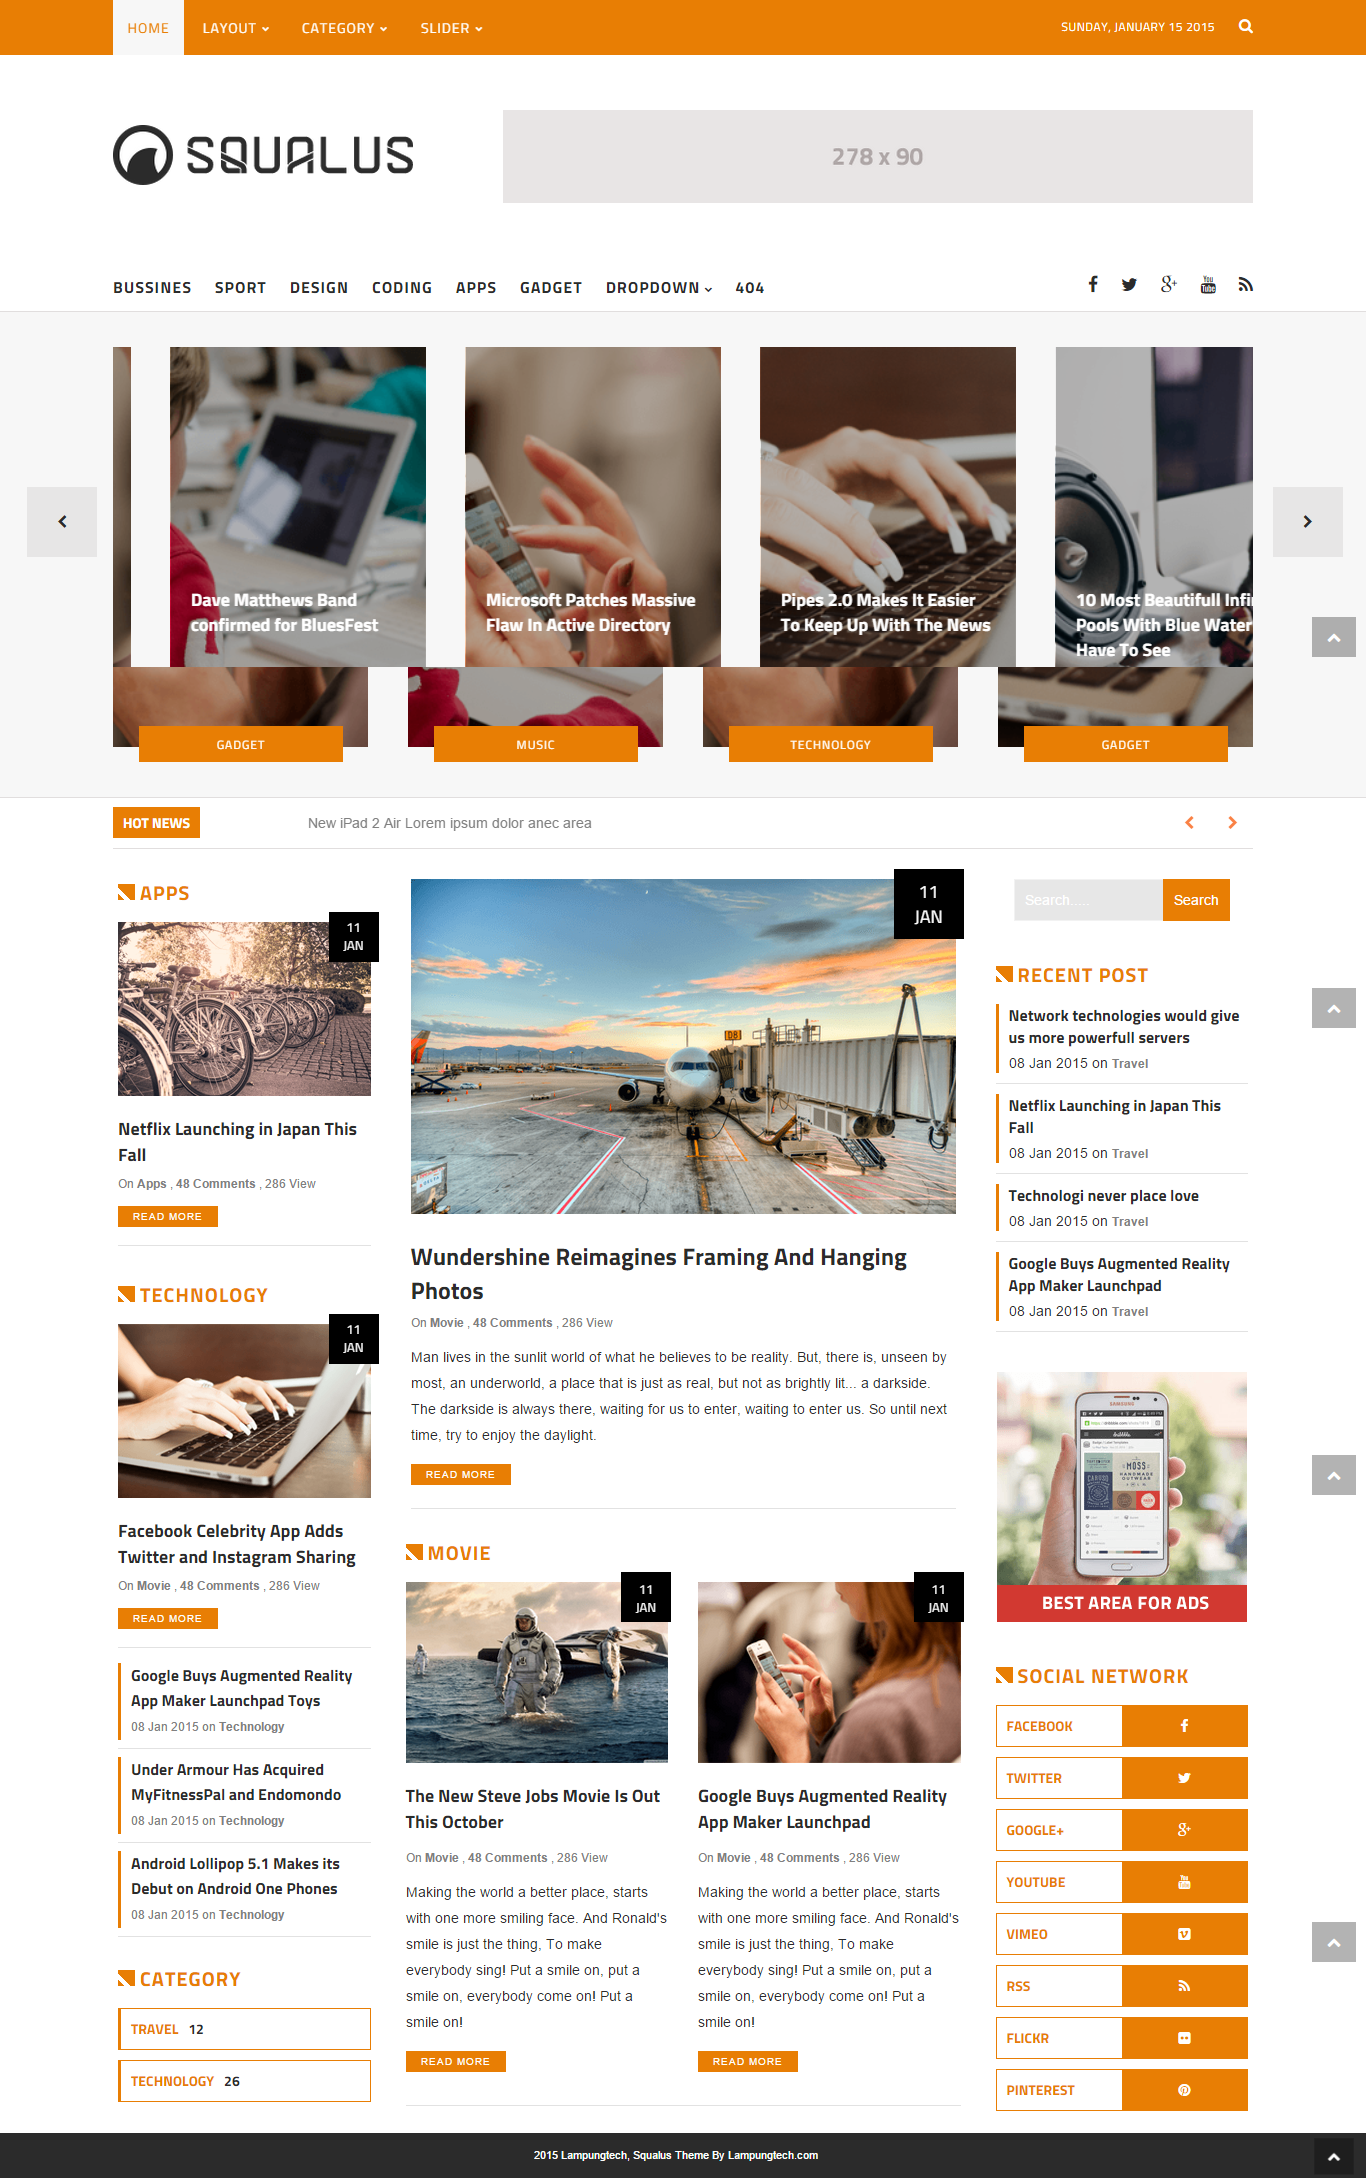 HOME LAYOUT CATEGORY SLIDER SUNDAY, JANUARY 15 2015
SQUALUS
278 x 90
BUSSINES SPORT DESIGN CODING APPS GADGET DROPDOWN 404
Dave Matthews Band
confirmed for BluesFest
Microsoft Patches Massive
Flaw In Active Directory
Pipes 2.0 Makes It Easier
To Keep Up With The News
10 Most Beautifull Infi
Pools With Blue Water
Have To See
GADGET
MUSIC
TECHNOLOGY
GADGET
HOT NEWS New iPad 2 Air Lorem ipsum dolor anec area
APPS
11
JAN
Netflix Launching in Japan This
Fall
On Apps , 48 Comments , 286 View
READ MORE
TECHNOLOGY
11
JAN
Facebook Celebrity App Adds
Twitter and Instagram Sharing
On Movie , 48 Comments , 286 View
READ MORE
Google Buys Augmented Reality
App Maker Launchpad Toys
08 Jan 2015 on Technology
Under Armour Has Acquired
MyFitnessPal and Endomondo
08 Jan 2015 on Technology
Android Lollipop 5.1 Makes its
Debut on Android One Phones
08 Jan 2015 on Technology
CATEGORY
TRAVEL 12
TECHNOLOGY 26
11
JAN
Wundershine Reimagines Framing And Hanging
Photos
On Movie , 48 Comments , 286 View
Man lives in the sunlit world of what he believes to be reality. But, there is, unseen by
most, an underworld, a place that is just as real, but not as brightly lit... a darkside.
The darkside is always there, waiting for us to enter, waiting to enter us. So until next
time, try to enjoy the daylight.
READ MORE
MOVIE
11
JAN
The New Steve Jobs Movie Is Out
This October
On Movie , 48 Comments , 286 View
Making the world a better place, starts
with one more smiling face. And Ronald's
smile is just the thing, To make
everybody sing! Put a smile on, put a
smile on, everybody come on! Put a
smile on!
READ MORE
11
JAN
Google Buys Augmented Reality
App Maker Launchpad
On Movie , 48 Comments , 286 View
Making the world a better place, starts
with one more smiling face. And Ronald's
smile is just the thing, To make
everybody sing! Put a smile on, put a
smile on, everybody come on! Put a
smile on!
READ MORE
Search..... Search
RECENT POST
Network technologies would give
us more powerfull servers
08 Jan 2015 on Travel
Netflix Launching in Japan This
Fall
08 Jan 2015 on Travel
Technologi never place love
08 Jan 2015 on Travel
Google Buys Augmented Reality
App Maker Launchpad
08 Jan 2015 on Travel
SAMSUNG
MOSS
BEST AREA FOR ADS
SOCIAL NETWORK
FACEBOOK
TWITTER
GOOGLE+
YOUTUBE
VIMEO
RSS
FLICKR
PINTEREST
2015 Lampungtech, Squalus Theme By Lampungtech.com